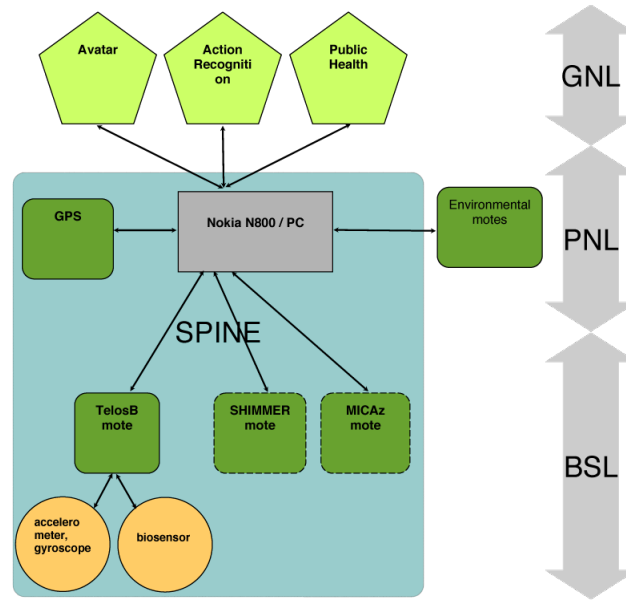 Avatar
Action
Recogniti
on
Public
Health
GNL
GPS
Nokia N800 / PC
Environmental
motes
PNL
SPINE
TelosB
mote
SHIMMER
mote
MICAz
mote
BSL
accelero
meter,
gyroscope
biosensor